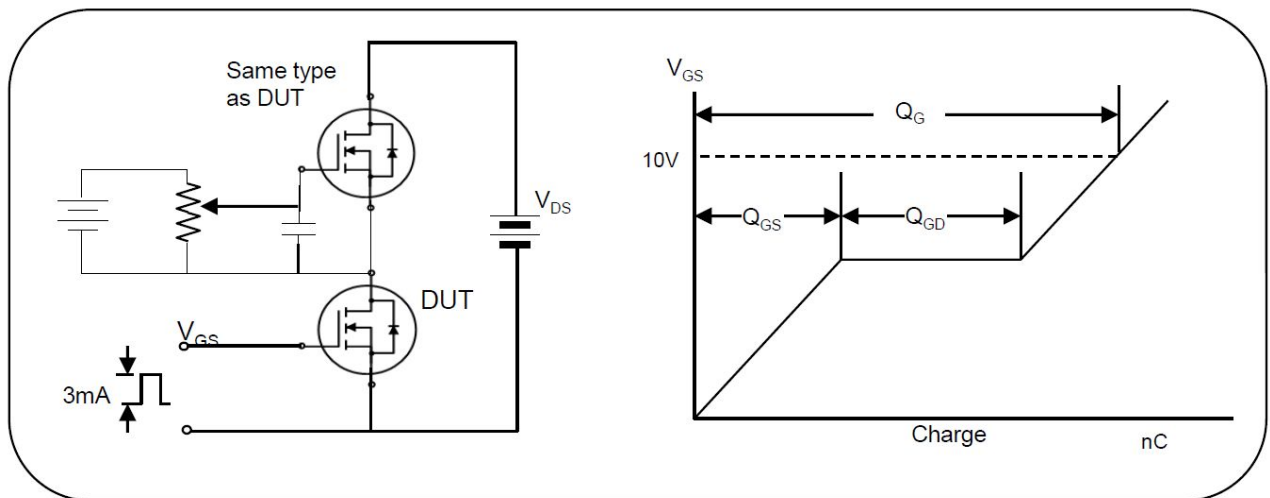 Same type
as DUT
V_DS
DUT
V_GS
3mA
V_GS
Q_G
10V
Q_GS
Q_GD
Charge
nC